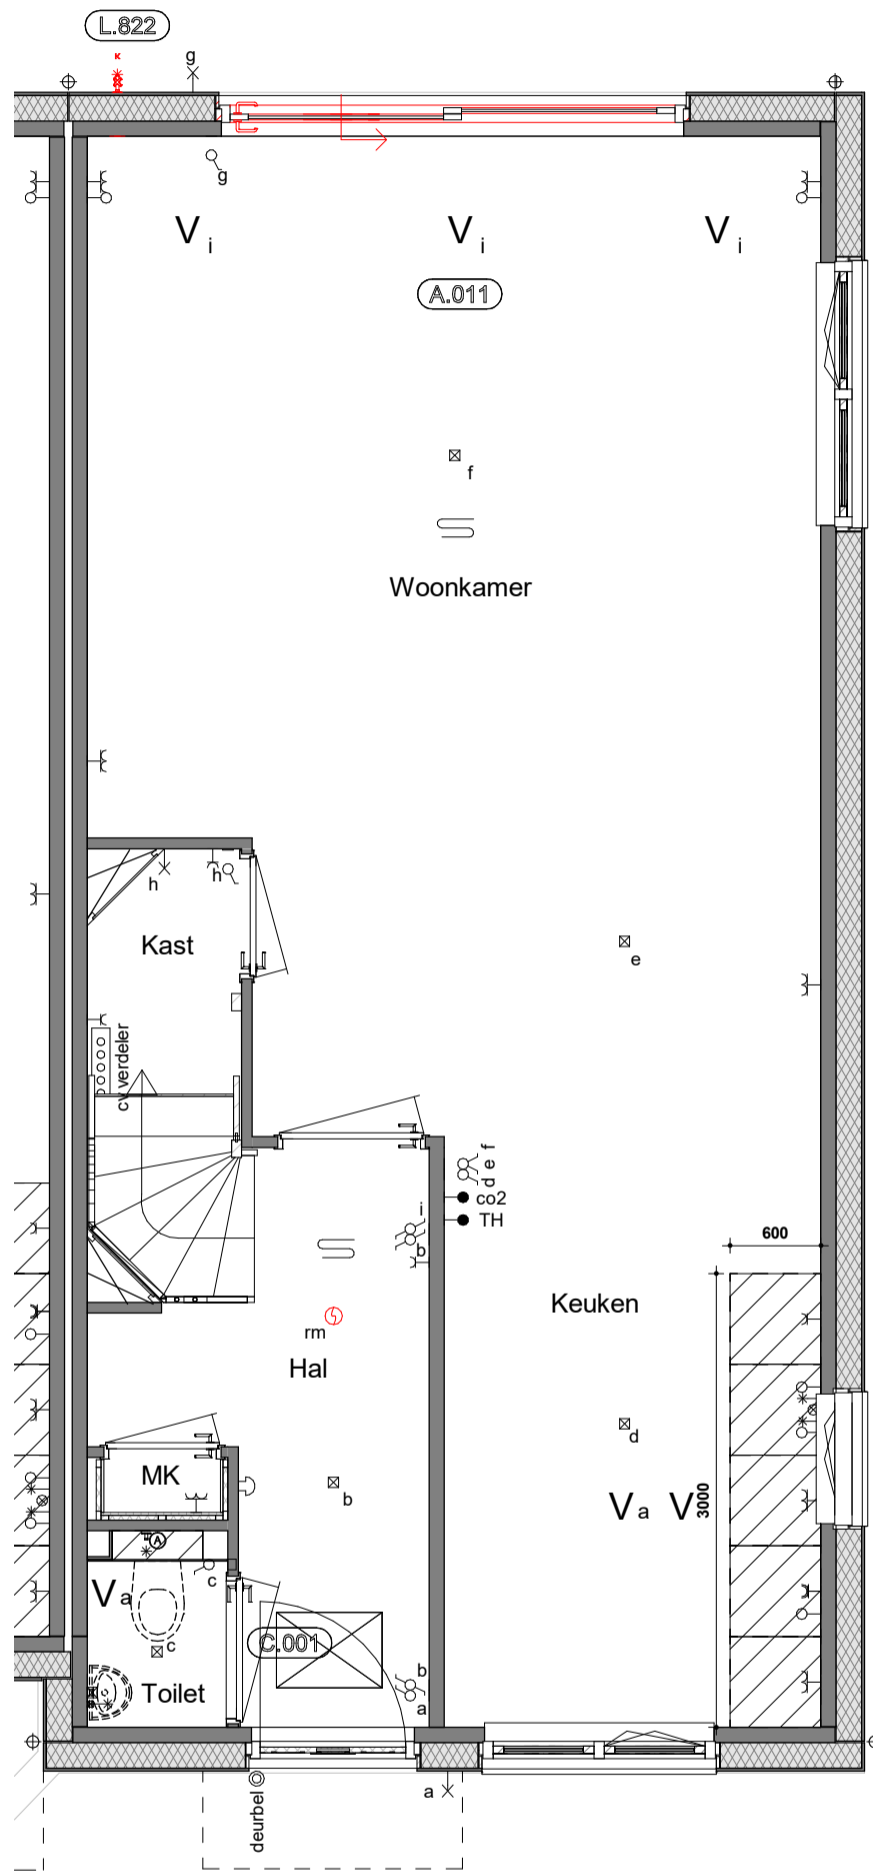 L.822
K
g
g
V i
V i
V i
A.011
f
Woonkamer
h
h
Kast
e
cv verdeler
d e f
co2
TH
i
b
600
Keuken
rm
Hal
d
MK
b
V a
V
3000
A
c
V a
c
C.001
Toilet
b
a
deurbel
a